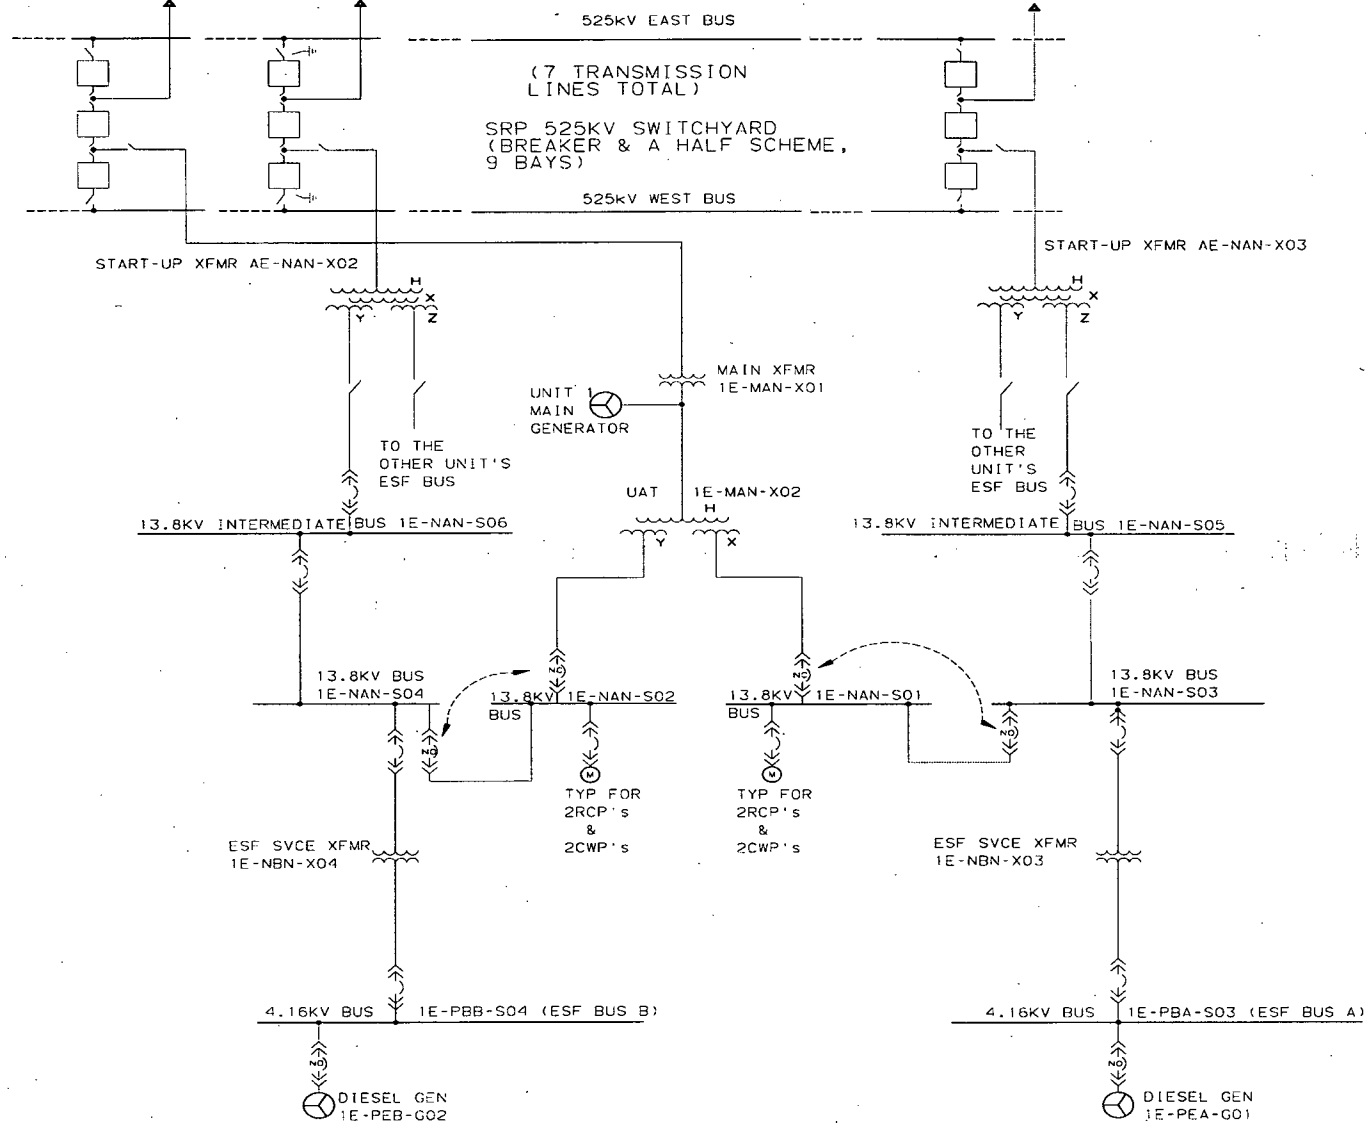 525kV EAST BUS
(7 TRANSMISSION
LINES TOTAL)
SRP 525KV SWITCHYARD
(BREAKER & A HALF SCHEME,
9 BAYS)
525kV WEST BUS
START-UP XFMR AE-NAN-X02
H
X
Y
Z
START-UP XFMR AE-NAN-X03
H
X
Y
Z
MAIN XFMR
1E-MAN-X01
UNIT 1
MAIN
GENERATOR
TO THE
OTHER UNIT'S
ESF BUS
TO THE
OTHER
UNIT'S
ESF BUS
UAT 1E-MAN-X02
H
Y
X
13.8KV INTERMEDIATE BUS 1E-NAN-S06
13.8KV INTERMEDIATE BUS 1E-NAN-S05
13.8KV BUS
1E-NAN-S04
NC
13.8KV 1E-NAN-S02
BUS
NC
13.8KV 1E-NAN-S01
BUS
13.8KV BUS
1E-NAN-S03
NO
NO
M
TYP FOR
2RCP's
&
2CWP's
M
TYP FOR
2RCP's
&
2CWP's
ESF SVCE XFMR
1E-NBN-X04
ESF SVCE XFMR
1E-NBN-X03
4.16KV BUS 1E-PBB-S04 (ESF BUS B)
4.16KV BUS 1E-PBA-S03 (ESF BUS A)
NO
DIESEL GEN
1E-PEB-G02
NO
DIESEL GEN
1E-PEA-G01